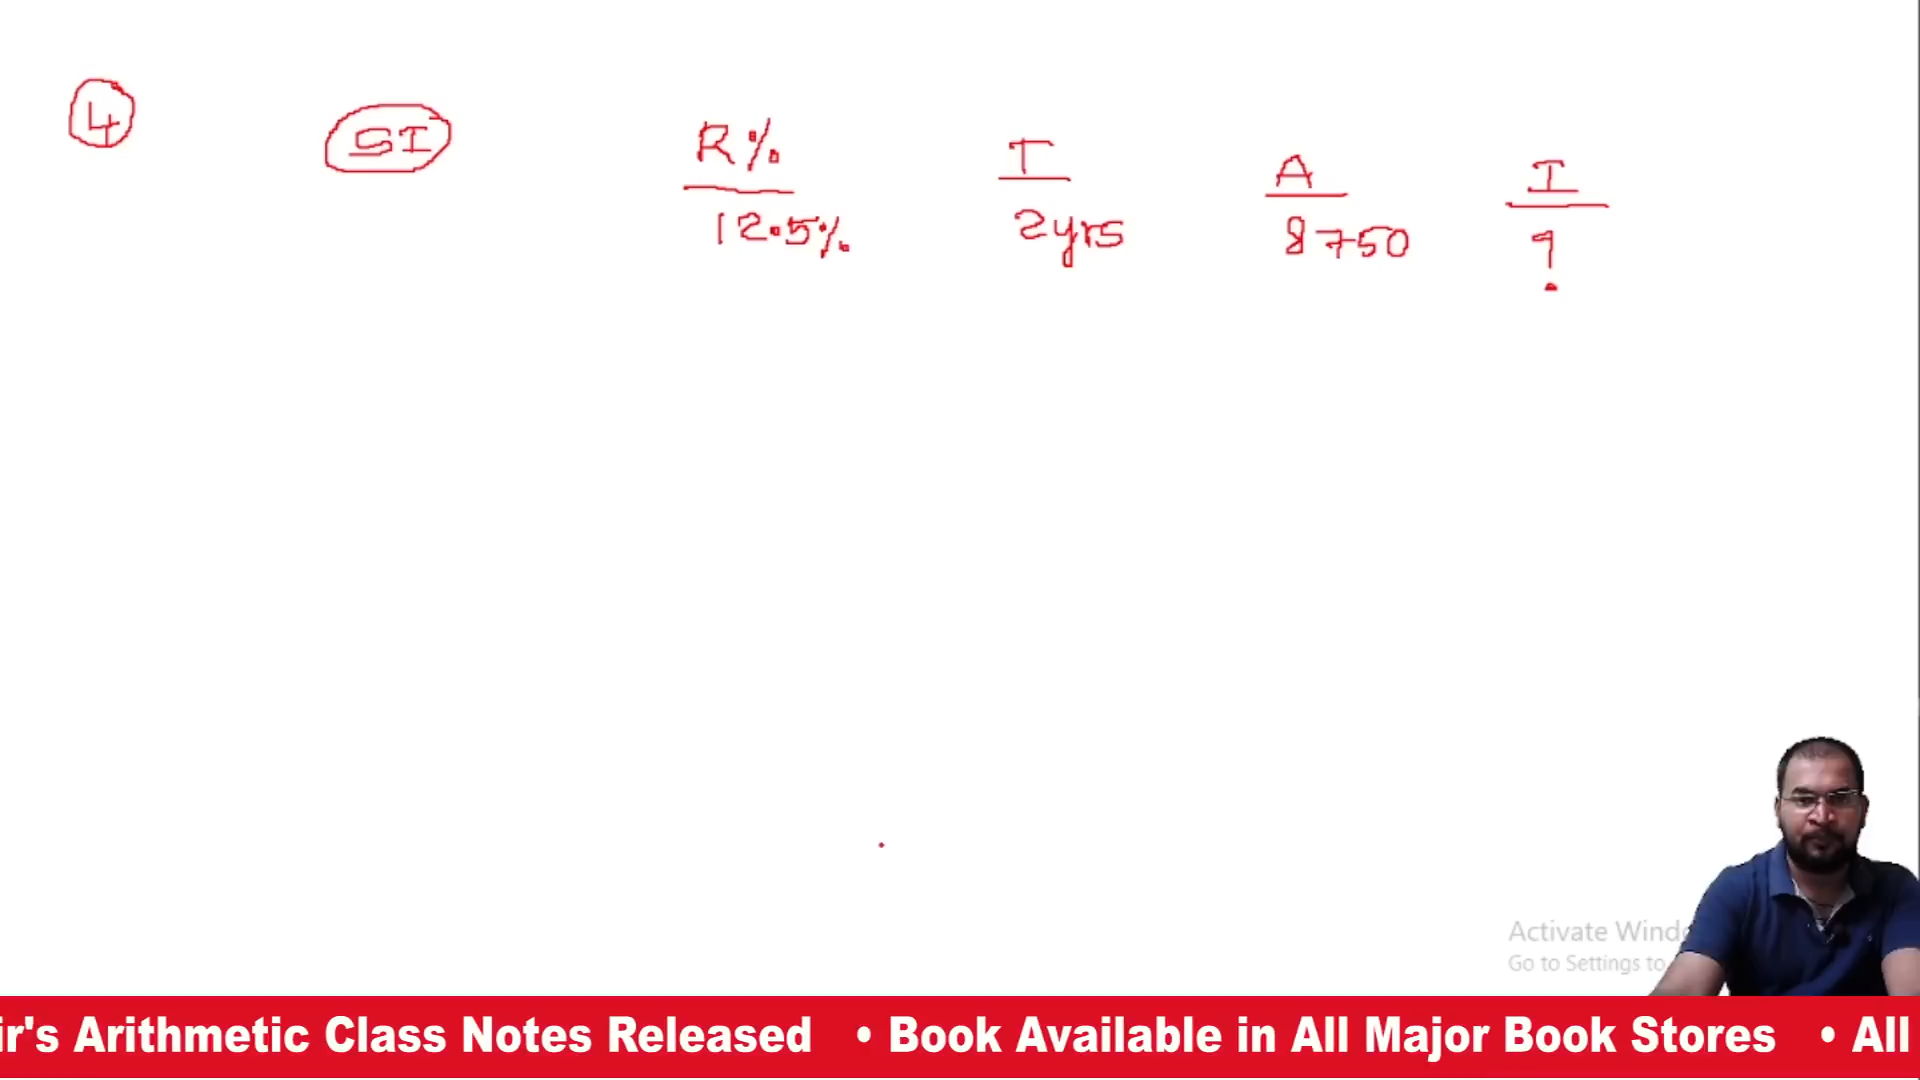 4 SI R% T A I
12.5% 2yrs 8750 ?
Activate Wind
Go to Settings to
ir's Arithmetic Class Notes Released • Book Available in All Major Book Stores • All